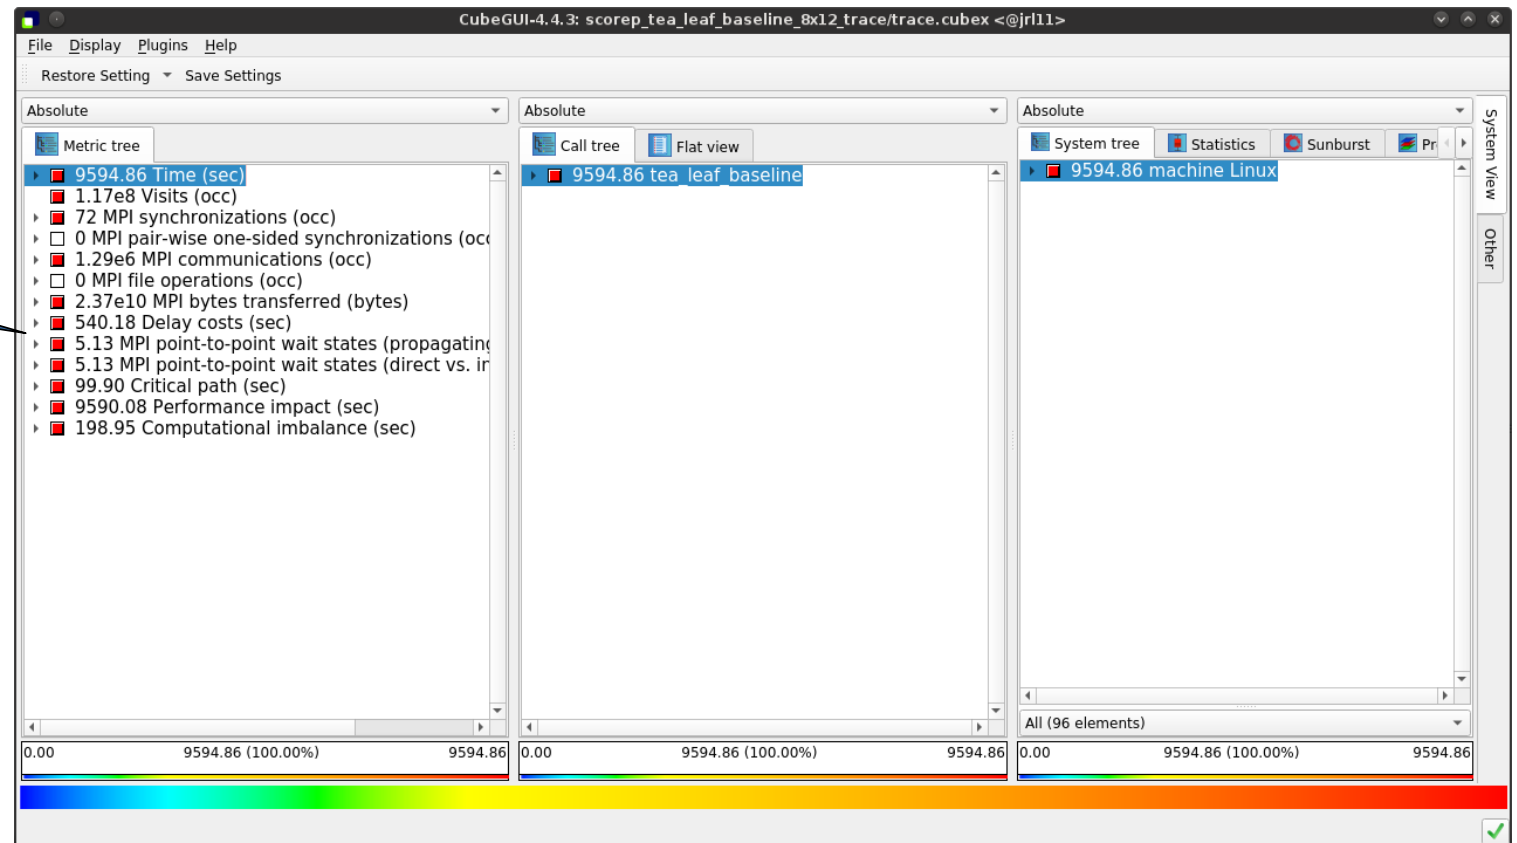 CubeGUI-4.4.3: scorep_tea_leaf_baseline_8x12_trace/trace.cubex <@jrl11>
File Display Plugins Help
Restore Setting Save Settings
Absolute
Metric tree
9594.86 Time (sec)
1.17e8 Visits (occ)
72 MPI synchronizations (occ)
0 MPI pair-wise one-sided synchronizations (occ
1.29e6 MPI communications (occ)
0 MPI file operations (occ)
2.37e10 MPI bytes transferred (bytes)
540.18 Delay costs (sec)
5.13 MPI point-to-point wait states (propagating
5.13 MPI point-to-point wait states (direct vs. in
99.90 Critical path (sec)
9590.08 Performance impact (sec)
198.95 Computational imbalance (sec)
0.00 9594.86 (100.00%) 9594.86
Absolute
Call tree Flat view
9594.86 tea_leaf_baseline
0.00 9594.86 (100.00%) 9594.86
Absolute
System tree Statistics Sunburst Pr
9594.86 machine Linux
All (96 elements)
0.00 9594.86 (100.00%) 9594.86
System View
Other